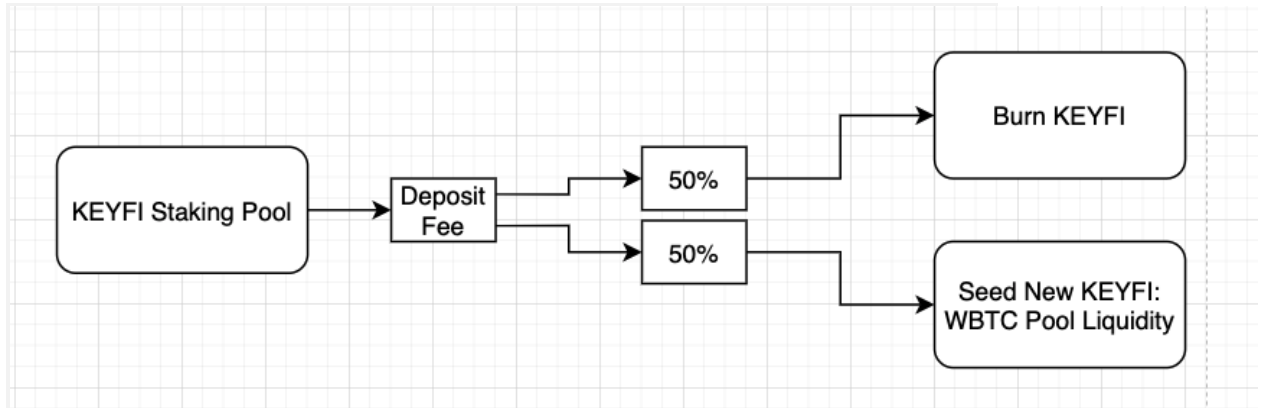 KEYFI Staking Pool
Deposit
Fee
50%
50%
Burn KEYFI
Seed New KEYFI:
WBTC Pool Liquidity